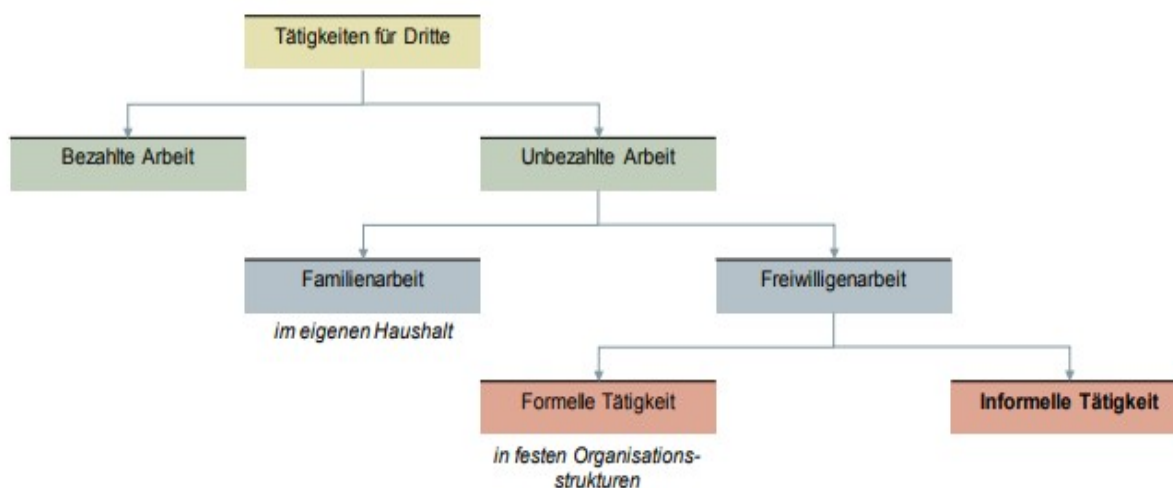 Tätigkeiten für Dritte
Bezahlte Arbeit
Unbezahlte Arbeit
Familienarbeit
Freiwilligenarbeit
im eigenen Haushalt
Formelle Tätigkeit
Informelle Tätigkeit
in festen Organisations-
strukturen